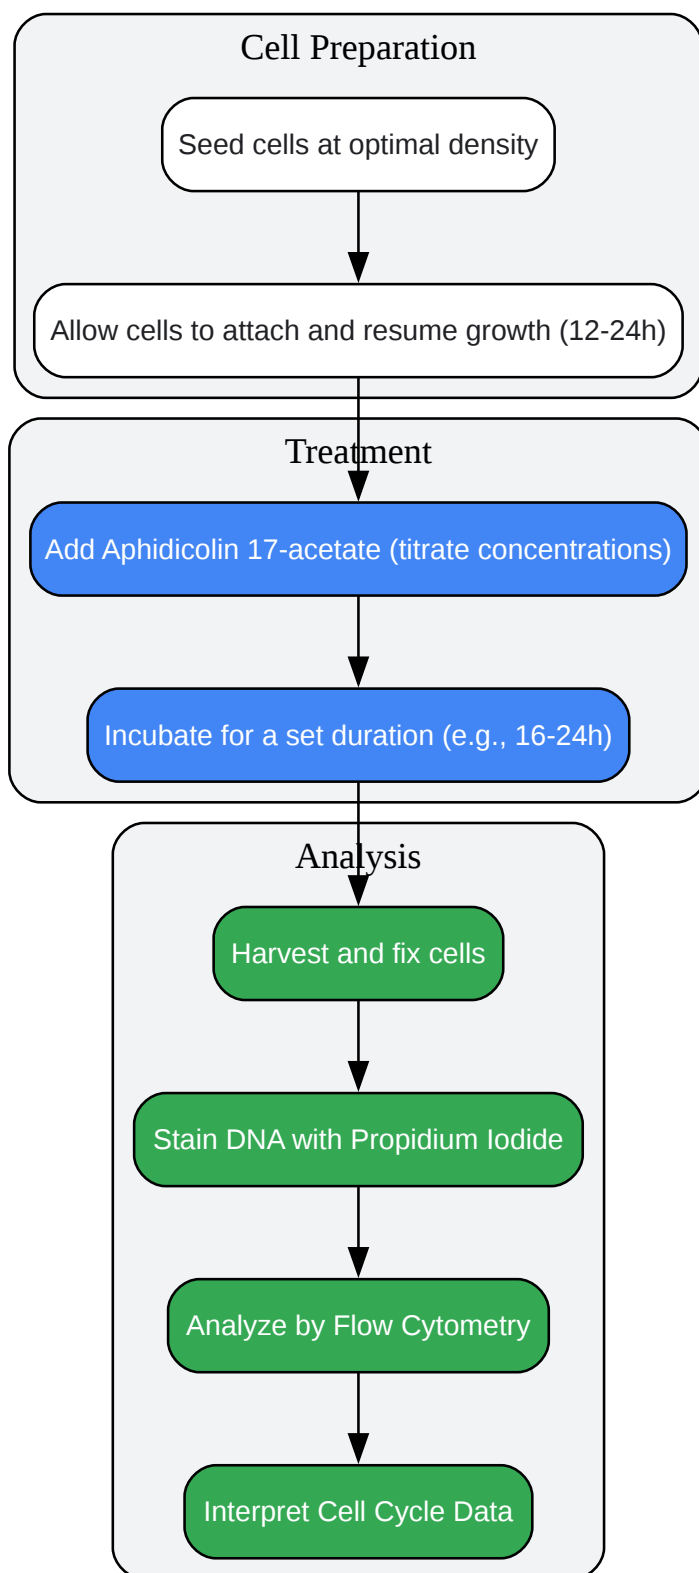 Cell Preparation
Seed cells at optimal density
Allow cells to attach and resume growth (12-24h)
Treatment
Add Aphidicolin 17-acetate (titrate concentrations)
Incubate for a set duration (e.g., 16-24h)
Analysis
Harvest and fix cells
Stain DNA with Propidium Iodide
Analyze by Flow Cytometry
Interpret Cell Cycle Data